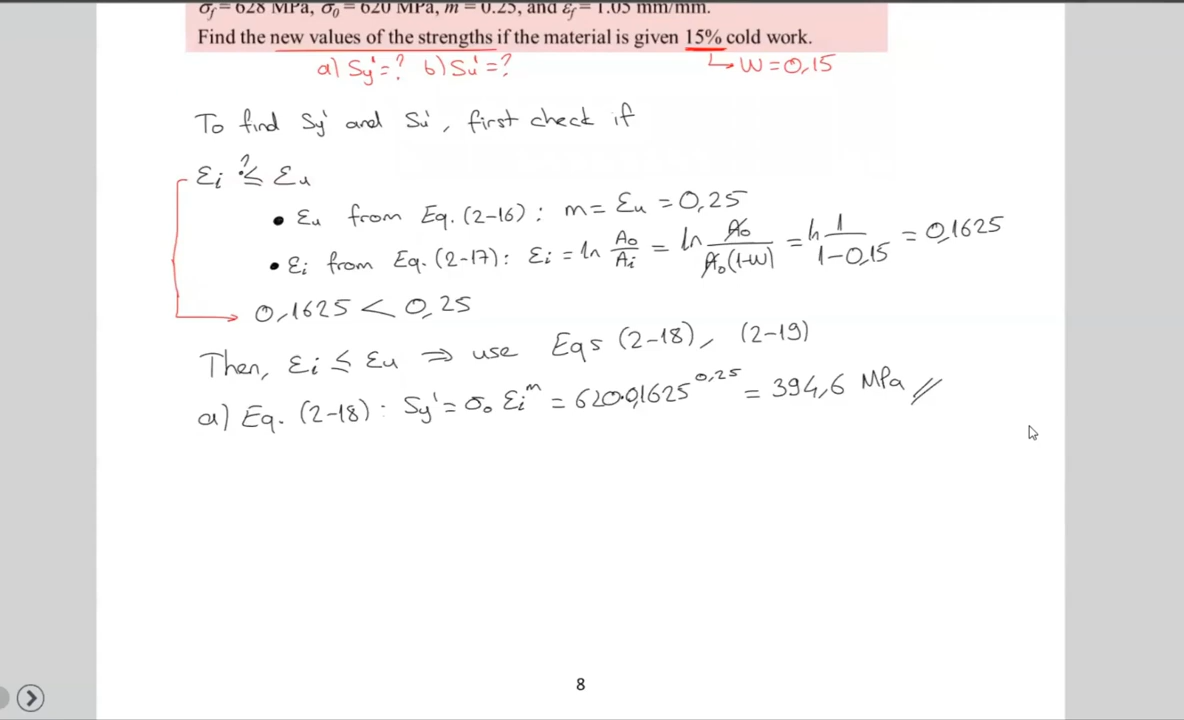 σf = 628 MPa, σ0 = 620 MPa, m = 0.25, and εf = 1.05 mm/mm.
Find the new values of the strengths if the material is given 15% cold work.
a) Sy' = ? b) Su' = ? ↳ W = 0,15
To find Sy' and Su', first check if
εi ≤? εu
• εu from Eq. (2-16): m = εu = 0,25
• εi from Eq. (2-17): εi = ln A0/Ai = ln A0/A0(1-W) = ln 1/1-0,15 = 0,1625
0,1625 < 0,25
Then, εi ≤ εu ⇒ use Eqs (2-18), (2-19)
a) Eq. (2-18): Sy' = σ0 εi^m = 620·0,1625^0,25 = 394,6 MPa //
8